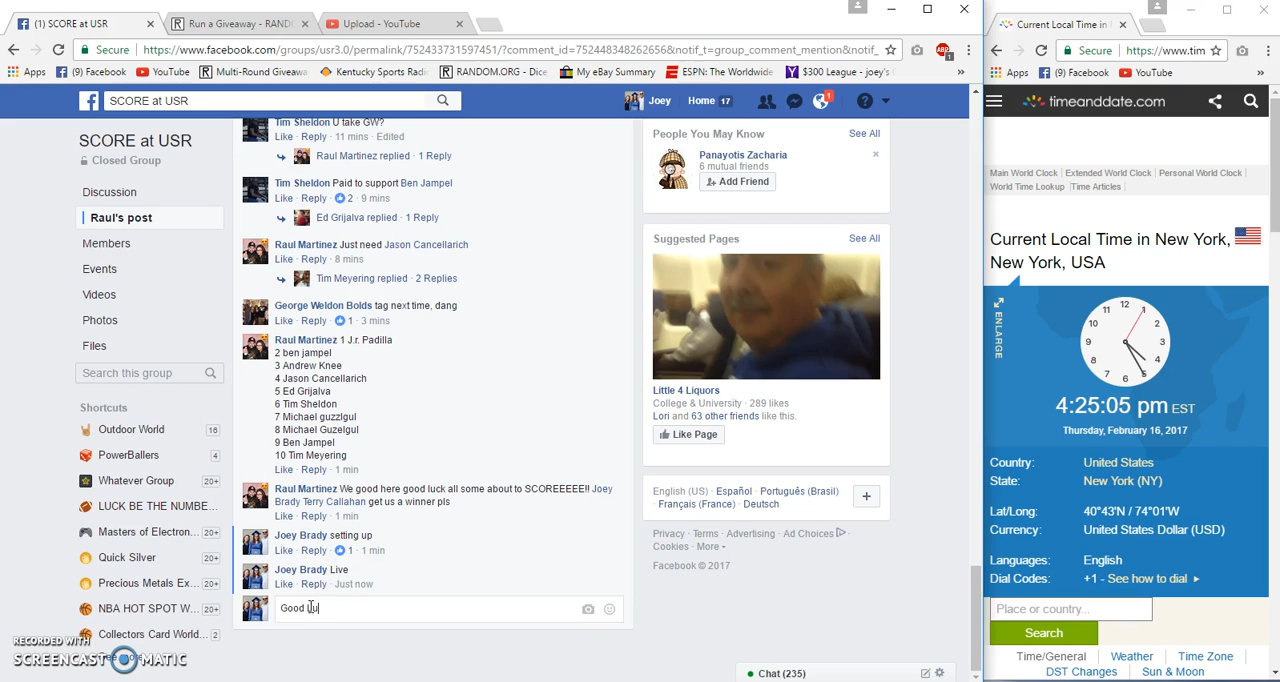 (1) SCORE at USR
Run a Giveaway - RAND
Upload - YouTube
Current Local Time in
Secure
https://www.facebook.com/groups/usr3.0/permalink/752433731597451/?comment_id=752448348262656&notif_t=group_comment_mention&notif_
Secure
https://www.tim
Apps
(9) Facebook
YouTube
Multi-Round Giveawa
Kentucky Sports Radi
RANDOM.ORG - Dice
My eBay Summary
ESPN: The Worldwide
$300 League - joey's
»
Apps
(9) Facebook
YouTube
»
SCORE at USR
Joey
Home 17
1
timeanddate.com
SCORE at USR
Closed Group
Discussion
Raul's post
Members
Events
Videos
Photos
Files
Search this group
Shortcuts
Outdoor World 16
PowerBallers 4
Whatever Group 20+
LUCK BE THE NUMBE...
Masters of Electron... 20+
Quick Silver 20+
Precious Metals Ex... 20+
NBA HOT SPOT W... 20+
Collectors Card World... 2
RECORDED WITH
SCREENCAST MATIC
Tim Sheldon U take GW?
Like · Reply · 11 mins · Edited
Raul Martinez replied · 1 Reply
Tim Sheldon Paid to support Ben Jampel
Like · Reply · 2 · 9 mins
Ed Grijalva replied · 1 Reply
Raul Martinez Just need Jason Cancellarich
Like · Reply · 8 mins
Tim Meyering replied · 2 Replies
George Weldon Bolds tag next time, dang
Like · Reply · 1 · 3 mins
Raul Martinez 1 J.r. Padilla
2 ben jampel
3 Andrew Knee
4 Jason Cancellarich
5 Ed Grijalva
6 Tim Sheldon
7 Michael guzzlgul
8 Michael Guzelgul
9 Ben Jampel
10 Tim Meyering
Like · Reply · 1 min
Raul Martinez We good here good luck all some about to SCOREEEEE!! Joey
Brady Terry Callahan get us a winner pls
Like · Reply · 1 min
Joey Brady setting up
Like · Reply · 1 · 1 min
Joey Brady Live
Like · Reply · Just now
Good Lu
People You May Know
See All
Panayotis Zacharia
6 mutual friends
Add Friend
Suggested Pages
See All
Little 4 Liquors
College & University · 289 likes
Lori and 63 other friends like this.
Like Page
English (US) · Español · Português (Brasil)
· Français (France) · Deutsch
Privacy · Terms · Advertising · Ad Choices
Cookies · More
Facebook © 2017
Chat (235)
Main World Clock
Extended World Clock
Personal World Clock
World Time Lookup
Time Articles
Current Local Time in New York,
New York, USA
ENLARGE
12
1
2
3
4
5
6
7
8
9
10
11
4:25:05 pm EST
Thursday, February 16, 2017
Country: United States
State: New York (NY)
Lat/Long: 40°43'N / 74°01'W
Currency: United States Dollar (USD)
Languages: English
Dial Codes: +1 - See how to dial
Place or country...
Search
Time/General
Weather
Time Zone
DST Changes
Sun & Moon